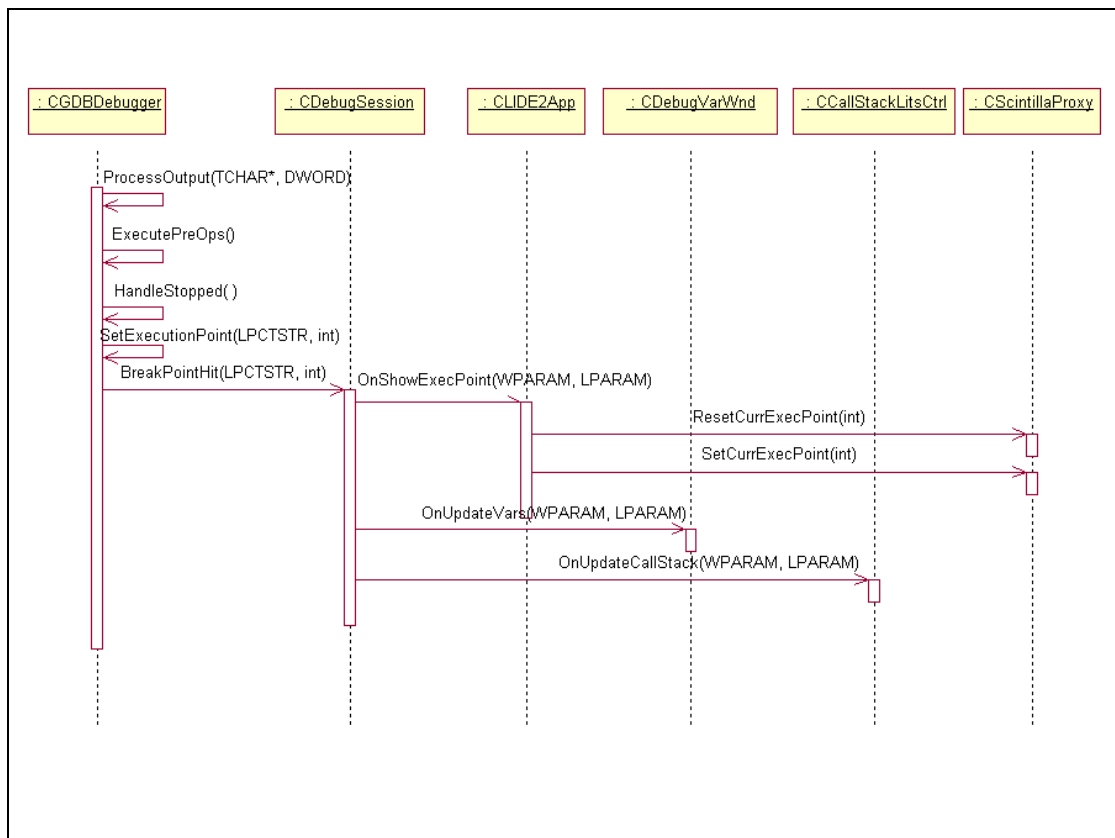 : CGDBDebugger
: CDebugSession
: CLIDE2App
: CDebugVarWnd
: CCallStackLitsCtrl
: CScintillaProxy
ProcessOutput(TCHAR*, DWORD)
ExecutePreOps()
HandleStopped( )
SetExecutionPoint(LPCTSTR, int)
BreakPointHit(LPCTSTR, int)
OnShowExecPoint(WPARAM, LPARAM)
ResetCurrExecPoint(int)
SetCurrExecPoint(int)
OnUpdateVars(WPARAM, LPARAM)
OnUpdateCallStack(WPARAM, LPARAM)